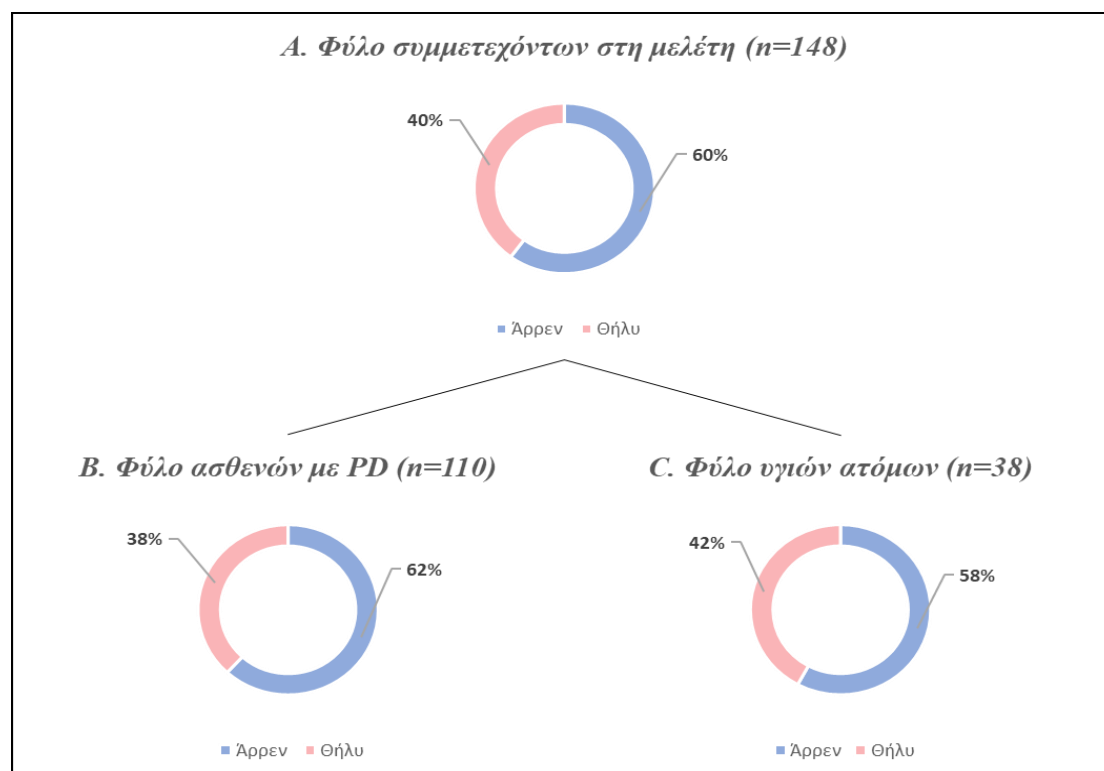 A. Φύλο συμμετεχόντων στη μελέτη (n=148)
40%
60%
Άρρεν Θήλυ
B. Φύλο ασθενών με PD (n=110)
38%
62%
Άρρεν Θήλυ
C. Φύλο υγιών ατόμων (n=38)
42%
58%
Άρρεν Θήλυ